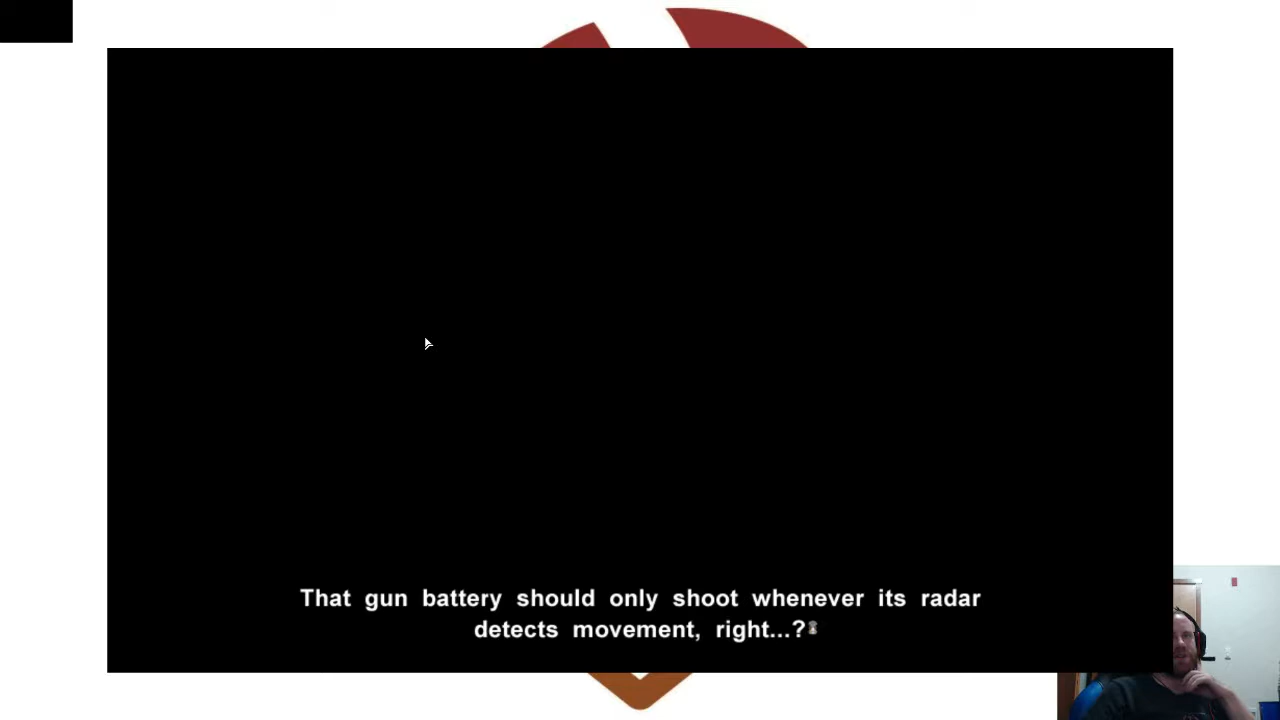 That gun battery should only shoot whenever its radar
detects movement, right...?